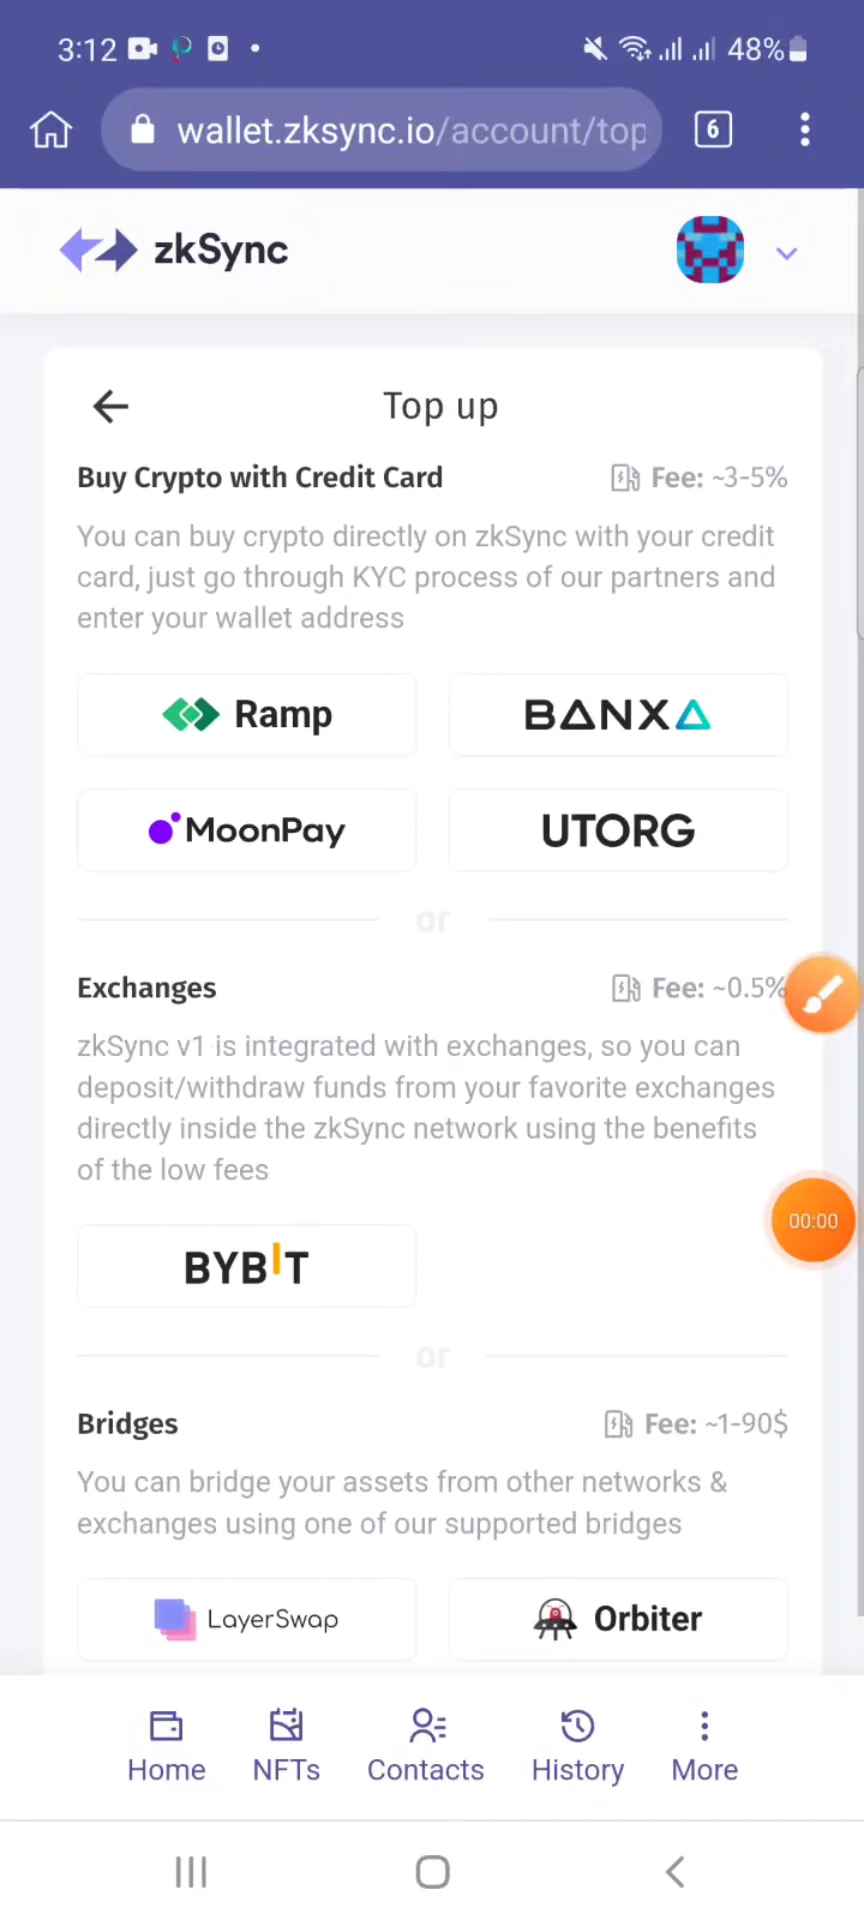 3:12
48%
wallet.zksync.io/account/top
6
zkSync
Top up
Buy Crypto with Credit Card
Fee: ~3-5%
You can buy crypto directly on zkSync with your credit
card, just go through KYC process of our partners and
enter your wallet address
Ramp
BANXA
MoonPay
UTORG
or
Exchanges
Fee: ~0.5%
zkSync v1 is integrated with exchanges, so you can
deposit/withdraw funds from your favorite exchanges
directly inside the zkSync network using the benefits
of the low fees
00:00
BYBIT
or
Bridges
Fee: ~1-90$
You can bridge your assets from other networks &
exchanges using one of our supported bridges
LayerSwap
Orbiter
Home
NFTs
Contacts
History
More